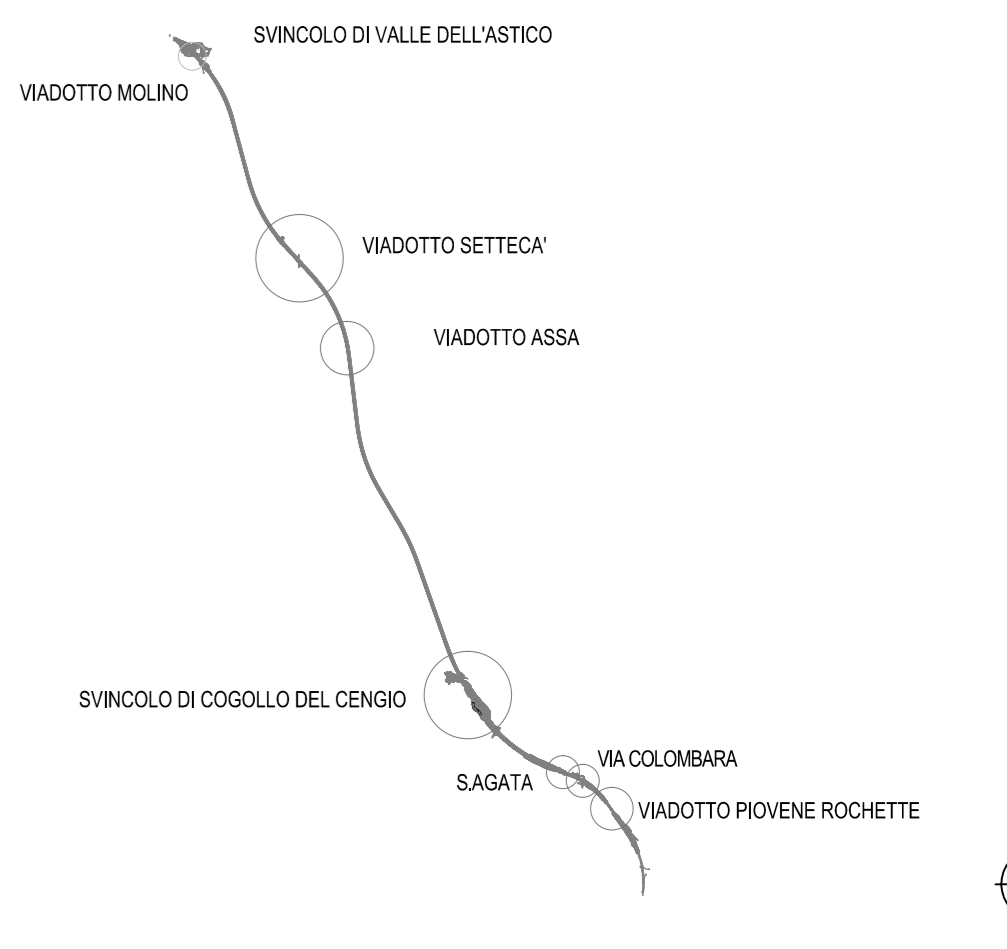 SVINCOLO DI VALLE DELL'ASTICO
VIADOTTO MOLINO
VIADOTTO SETTECA'
VIADOTTO ASSA
SVINCOLO DI COGOLLO DEL CENGIO
VIA COLOMBARA
S.AGATA
VIADOTTO PIOVENE ROCHETTE